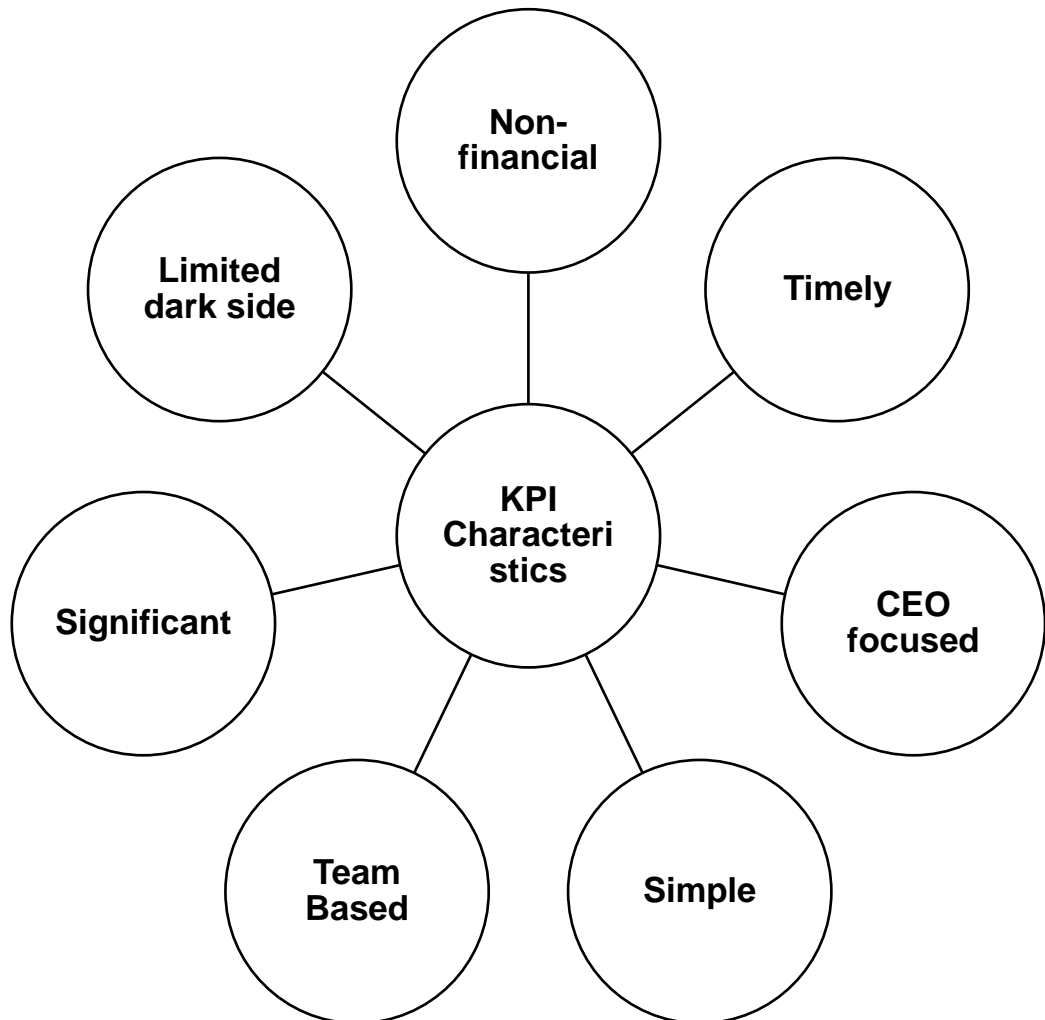 Non-
financial
Limited
dark side
Timely
KPI
Characteri
stics
Significant
CEO
focused
Team
Based
Simple